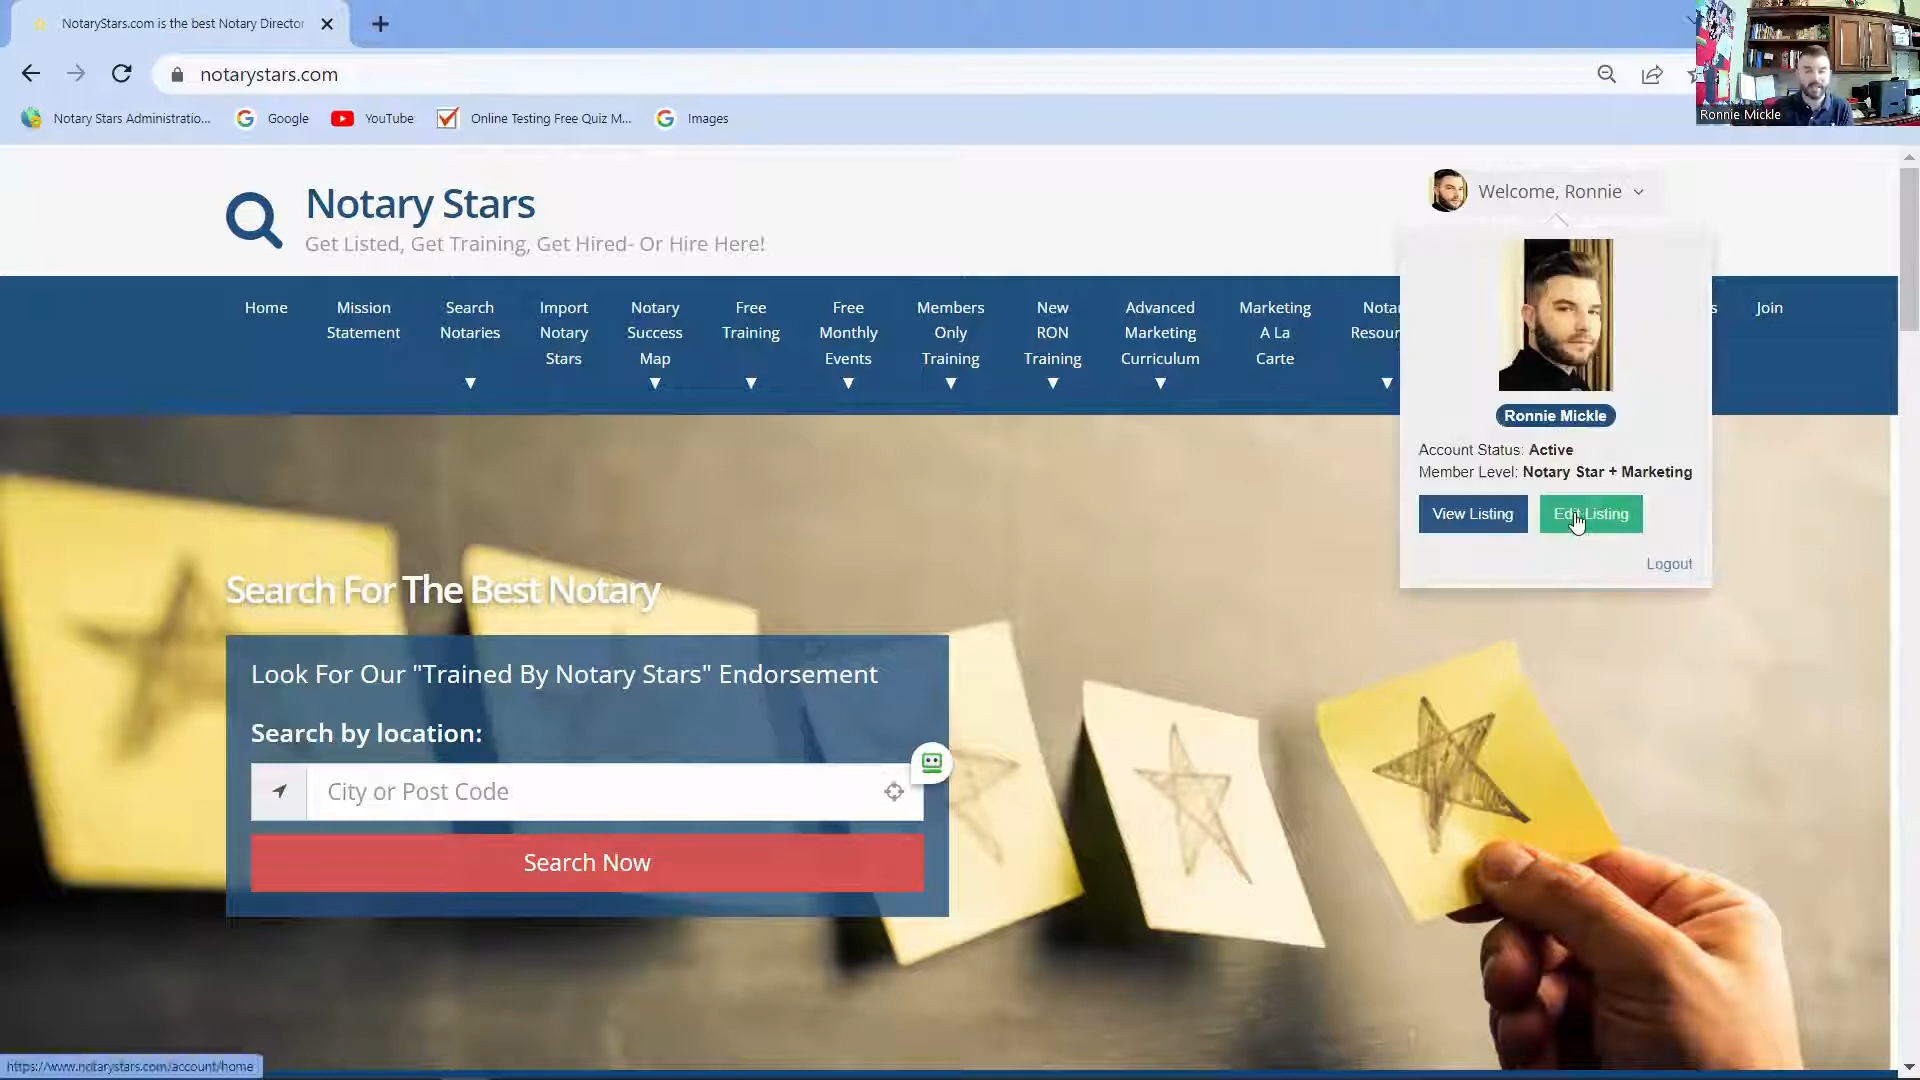 NotaryStars.com is the best Notary Director
notarystars.com
Notary Stars Administratio...
Google
YouTube
Online Testing Free Quiz M...
Images
Ronnie Mickle
Notary Stars
Get Listed, Get Training, Get Hired- Or Hire Here!
Welcome, Ronnie
Home
Mission
Statement
Search
Notaries
Import
Notary
Stars
Notary
Success
Map
Free
Training
Free
Monthly
Events
Members
Only
Training
New
RON
Training
Advanced
Marketing
Curriculum
Marketing
A La
Carte
Notar
Resour
s
Join
Ronnie Mickle
Account Status: Active
Member Level: Notary Star + Marketing
View Listing
Edit Listing
Logout
Search For The Best Notary
Look For Our "Trained By Notary Stars" Endorsement
Search by location:
City or Post Code
Search Now
https://www.notarystars.com/account/home